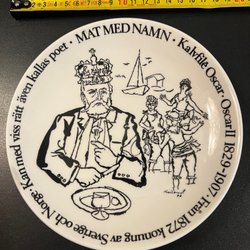 MAT MED NAMN · Kalvfilé Oscar · Oscar II 1829-1907 · Från 1872 konung av Sverige och Norge · Kan med viss rätt även kallas poet ·